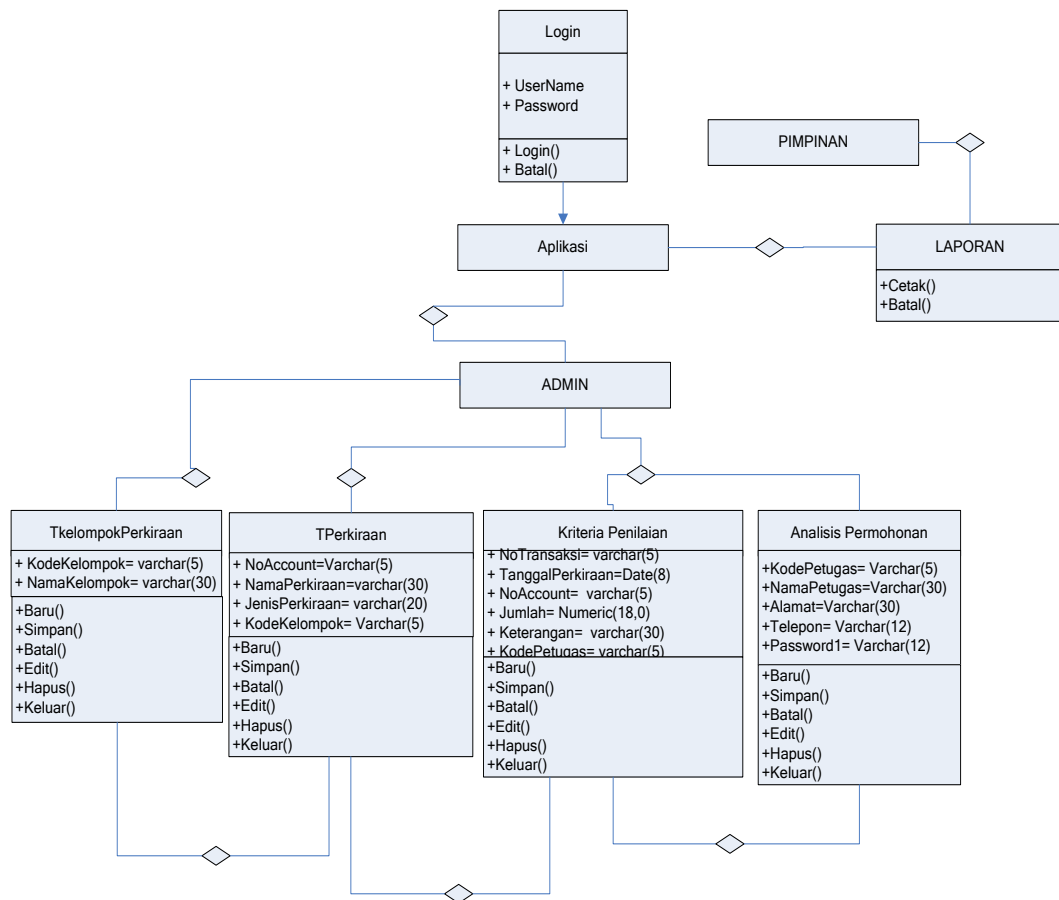 Login
+ UserName
+ Password
+ Login()
+ Batal()
PIMPINAN
Aplikasi
LAPORAN
+Cetak()
+Batal()
ADMIN
TkelompokPerkiraan
+ KodeKelompok= varchar(5)
+ NamaKelompok= varchar(30)
+Baru()
+Simpan()
+Batal()
+Edit()
+Hapus()
+Keluar()
TPerkiraan
+ NoAccount=Varchar(5)
+ NamaPerkiraan=varchar(30)
+ JenisPerkiraan= varchar(20)
+ KodeKelompok= Varchar(5)
+Baru()
+Simpan()
+Batal()
+Edit()
+Hapus()
+Keluar()
Kriteria Penilaian
+ NoTransaksi= varchar(5)
+ TanggalPerkiraan=Date(8)
+ NoAccount= varchar(5)
+ Jumlah= Numeric(18,0)
+ Keterangan= varchar(30)
+ KodePetugas= varchar(5)
+Baru()
+Simpan()
+Batal()
+Edit()
+Hapus()
+Keluar()
Analisis Permohonan
+KodePetugas= Varchar(5)
+NamaPetugas=Varchar(30)
+Alamat=Varchar(30)
+Telepon= Varchar(12)
+Password1= Varchar(12)
+Baru()
+Simpan()
+Batal()
+Edit()
+Hapus()
+Keluar()